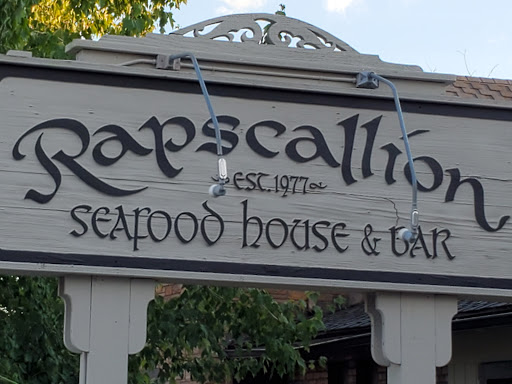 Rapscallion
~EST. 1977~
SEAFOOD HOUSE & BAR